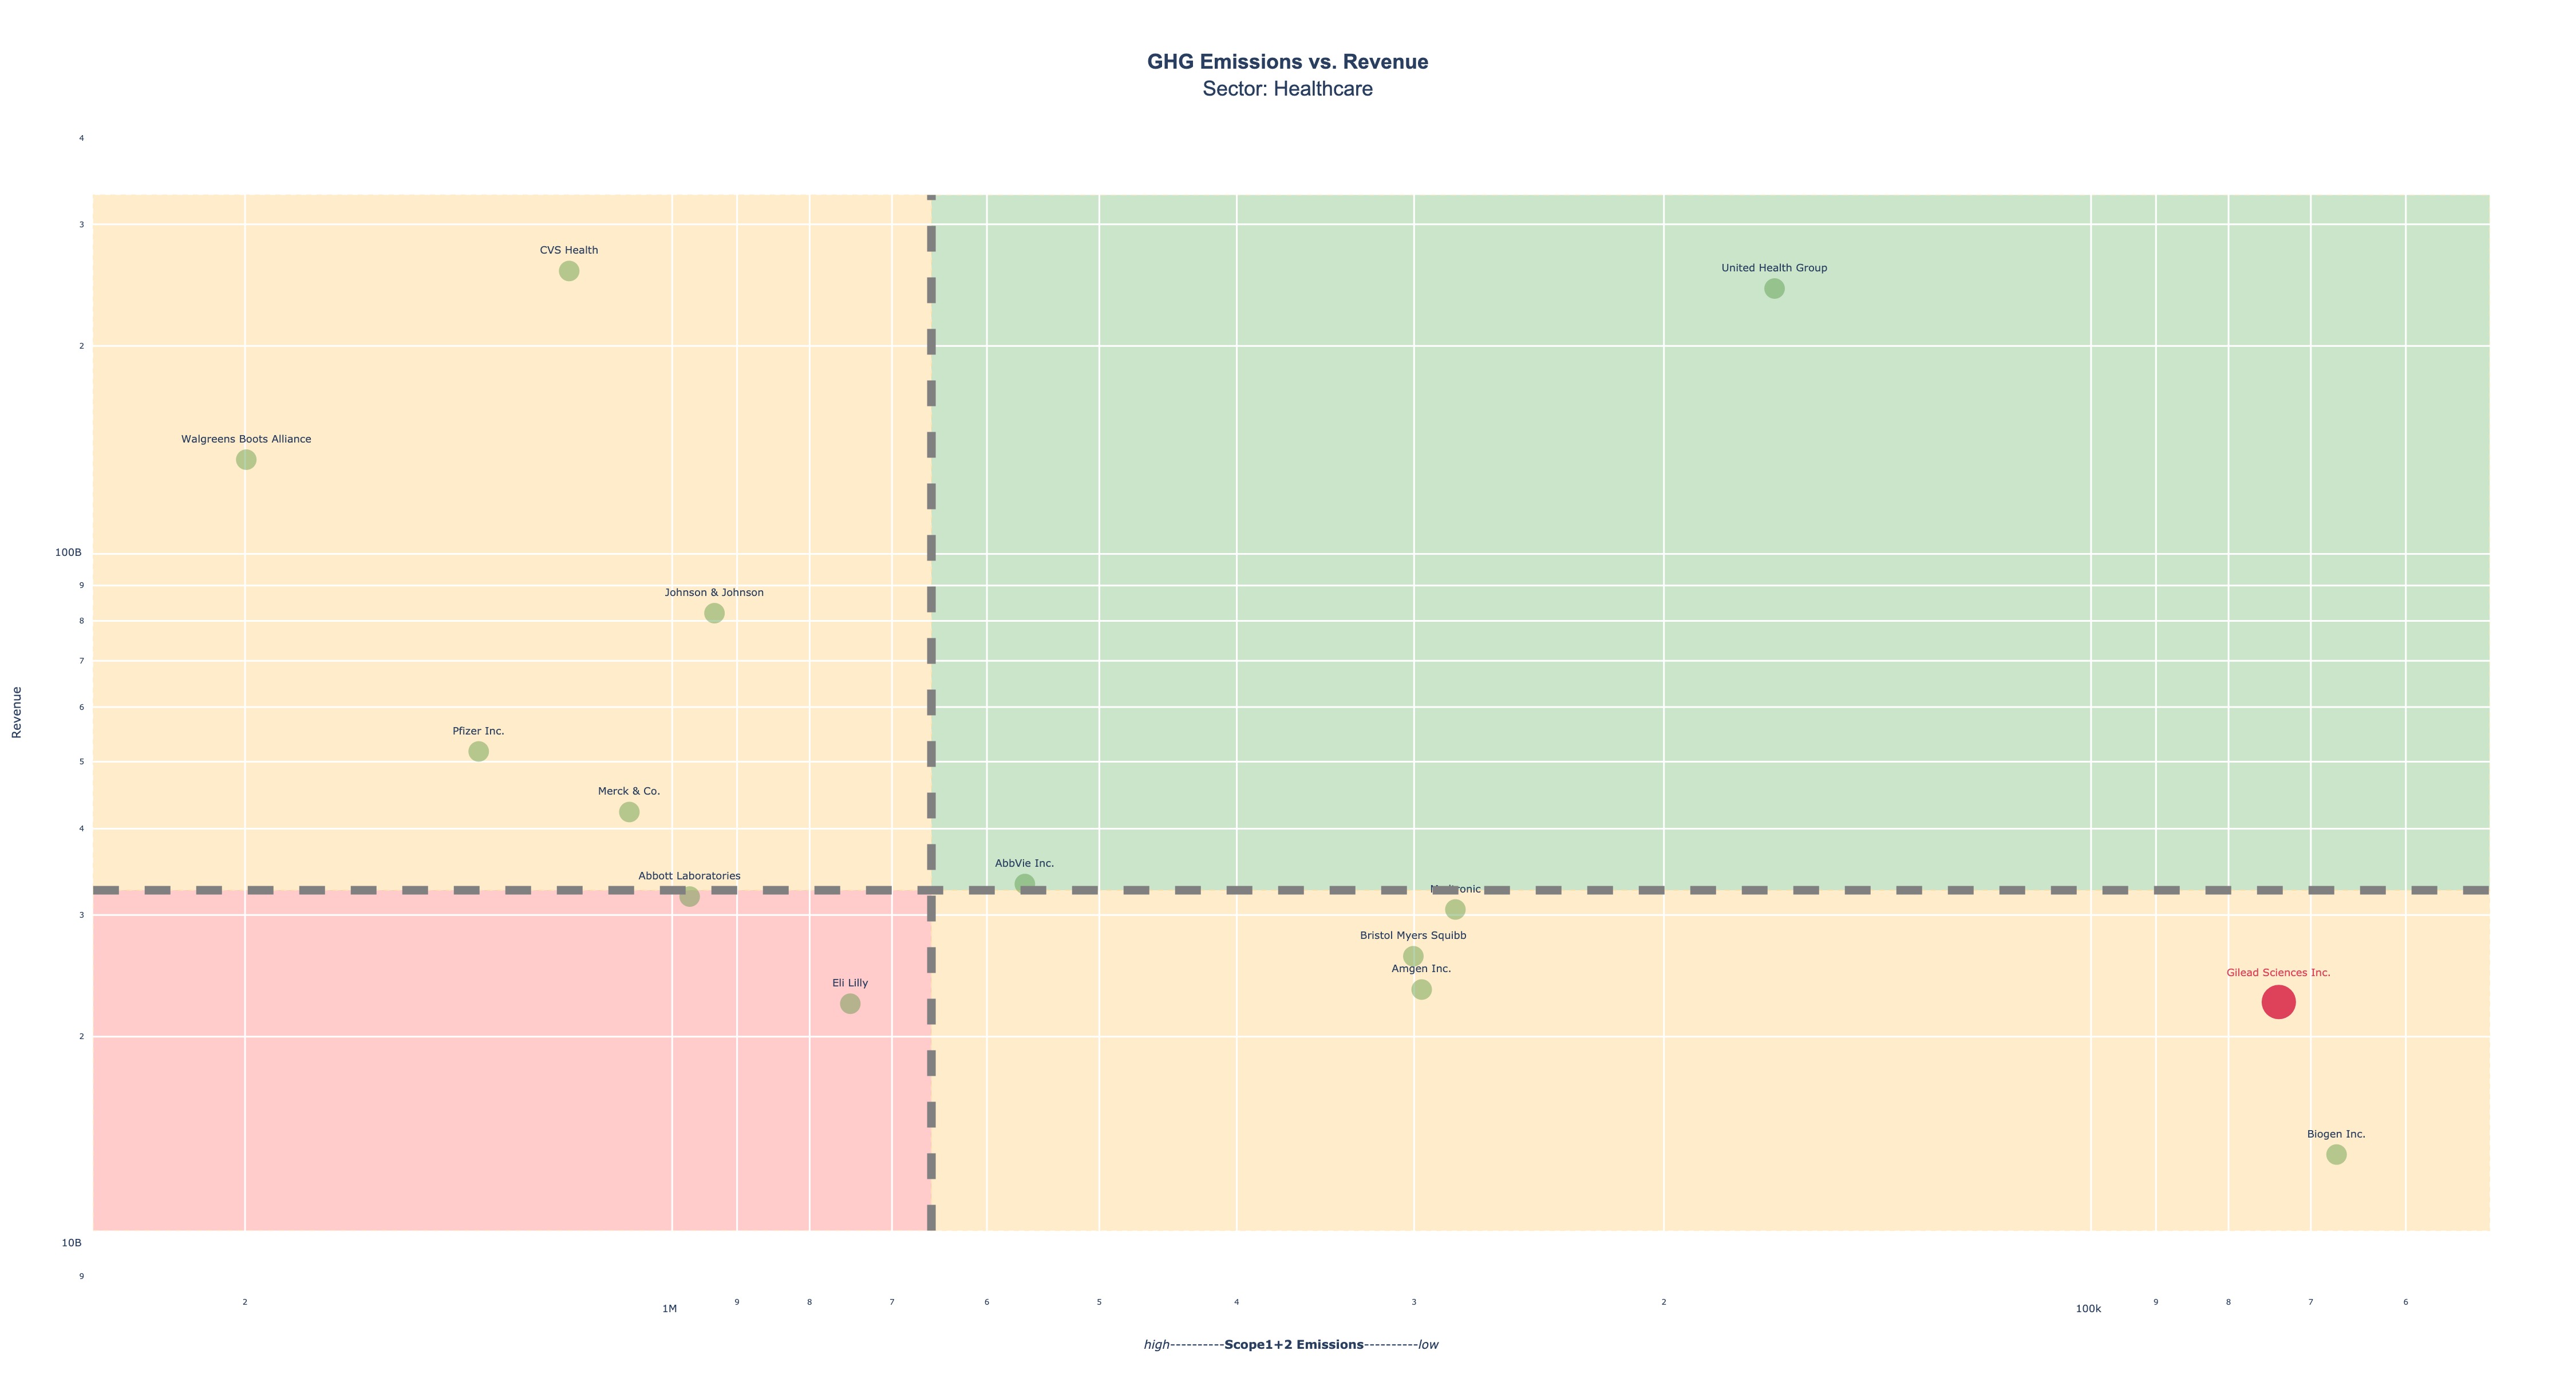 GHG Emissions vs. Revenue
Sector: Healthcare
4
3
CVS Health
United Health Group
2
Walgreens Boots Alliance
100B
9
Johnson & Johnson
8
7
Revenue
6
Pfizer Inc.
5
Merck & Co.
4
AbbVie Inc.
Abbott Laboratories
3
Bristol Myers Squibb
Amgen Inc.
Gilead Sciences Inc.
Eli Lilly
2
Biogen Inc.
10B
9
2
1M
9
8
7
6
5
4
3
2
100k
9
8
7
6
high----------Scope1+2 Emissions----------low